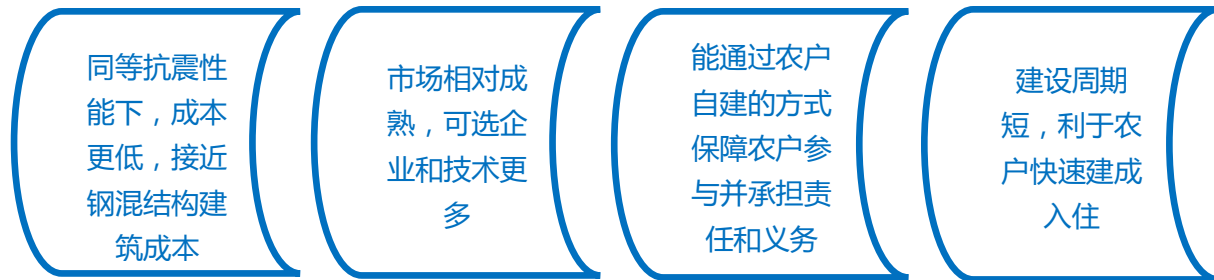 同等抗震性
能下，成本
更低，接近
钢混结构建
筑成本
市场相对成
熟，可选企
业和技术更
多
能通过农户
自建的方式
保障农户参
与并承担责
任和义务
建设周期
短，利于农
户快速建成
入住